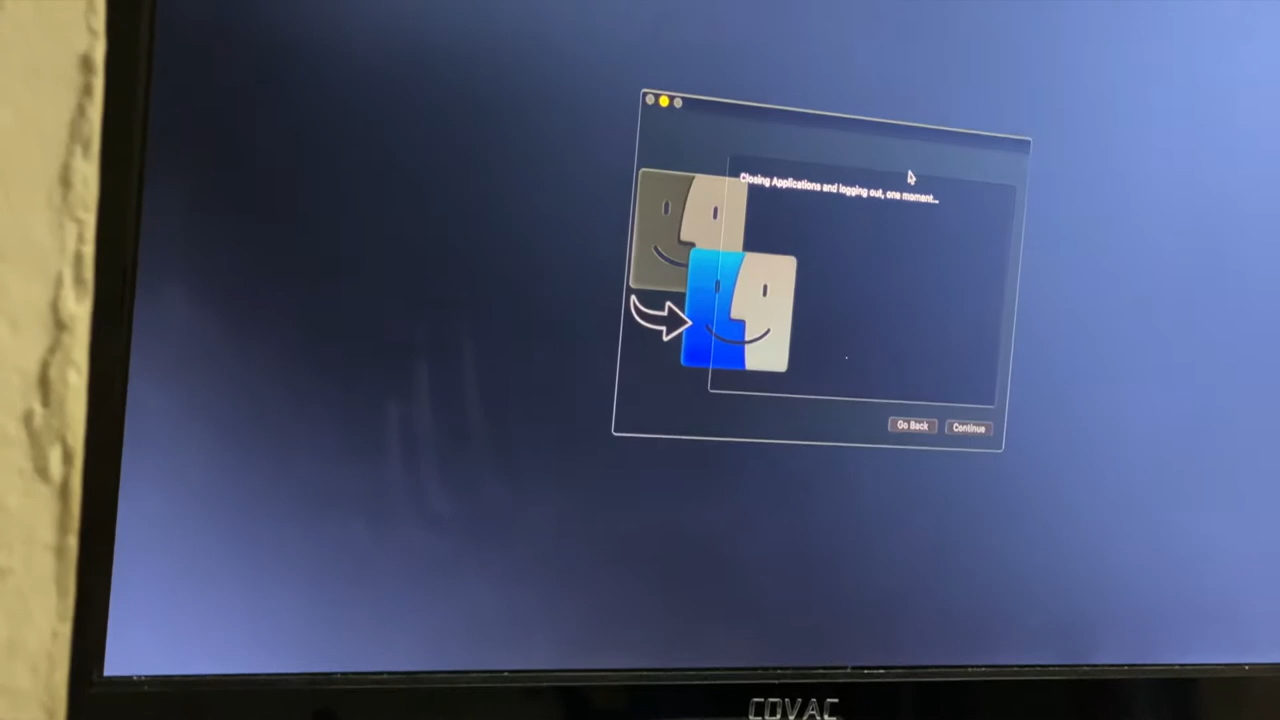 Closing Applications and logging out, one moment...
Go Back
Continue
COVAC